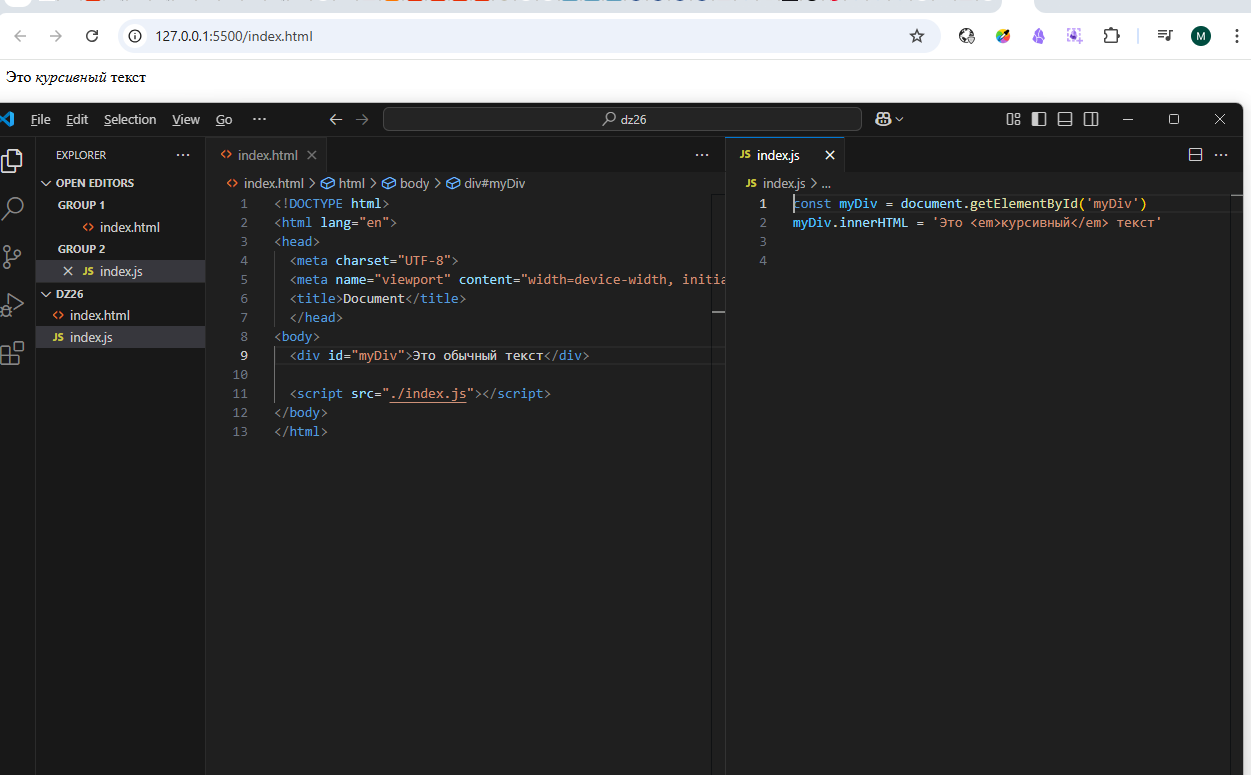 127.0.0.1:5500/index.html
M
Это курсивный текст
File Edit Selection View Go ··· dz26
EXPLORER ···
OPEN EDITORS
GROUP 1
index.html
GROUP 2
JS index.js
DZ26
index.html
JS index.js
index.html
index.html > html > body > div#myDiv
1 <!DOCTYPE html>
2 <html lang="en">
3 <head>
4 <meta charset="UTF-8">
5 <meta name="viewport" content="width=device-width, initia
6 <title>Document</title>
7 </head>
8 <body>
9 <div id="myDiv">Это обычный текст</div>
10
11 <script src="./index.js"></script>
12 </body>
13 </html>
JS index.js
JS index.js > ...
1 const myDiv = document.getElementById('myDiv')
2 myDiv.innerHTML = 'Это <em>курсивный</em> текст'
3
4